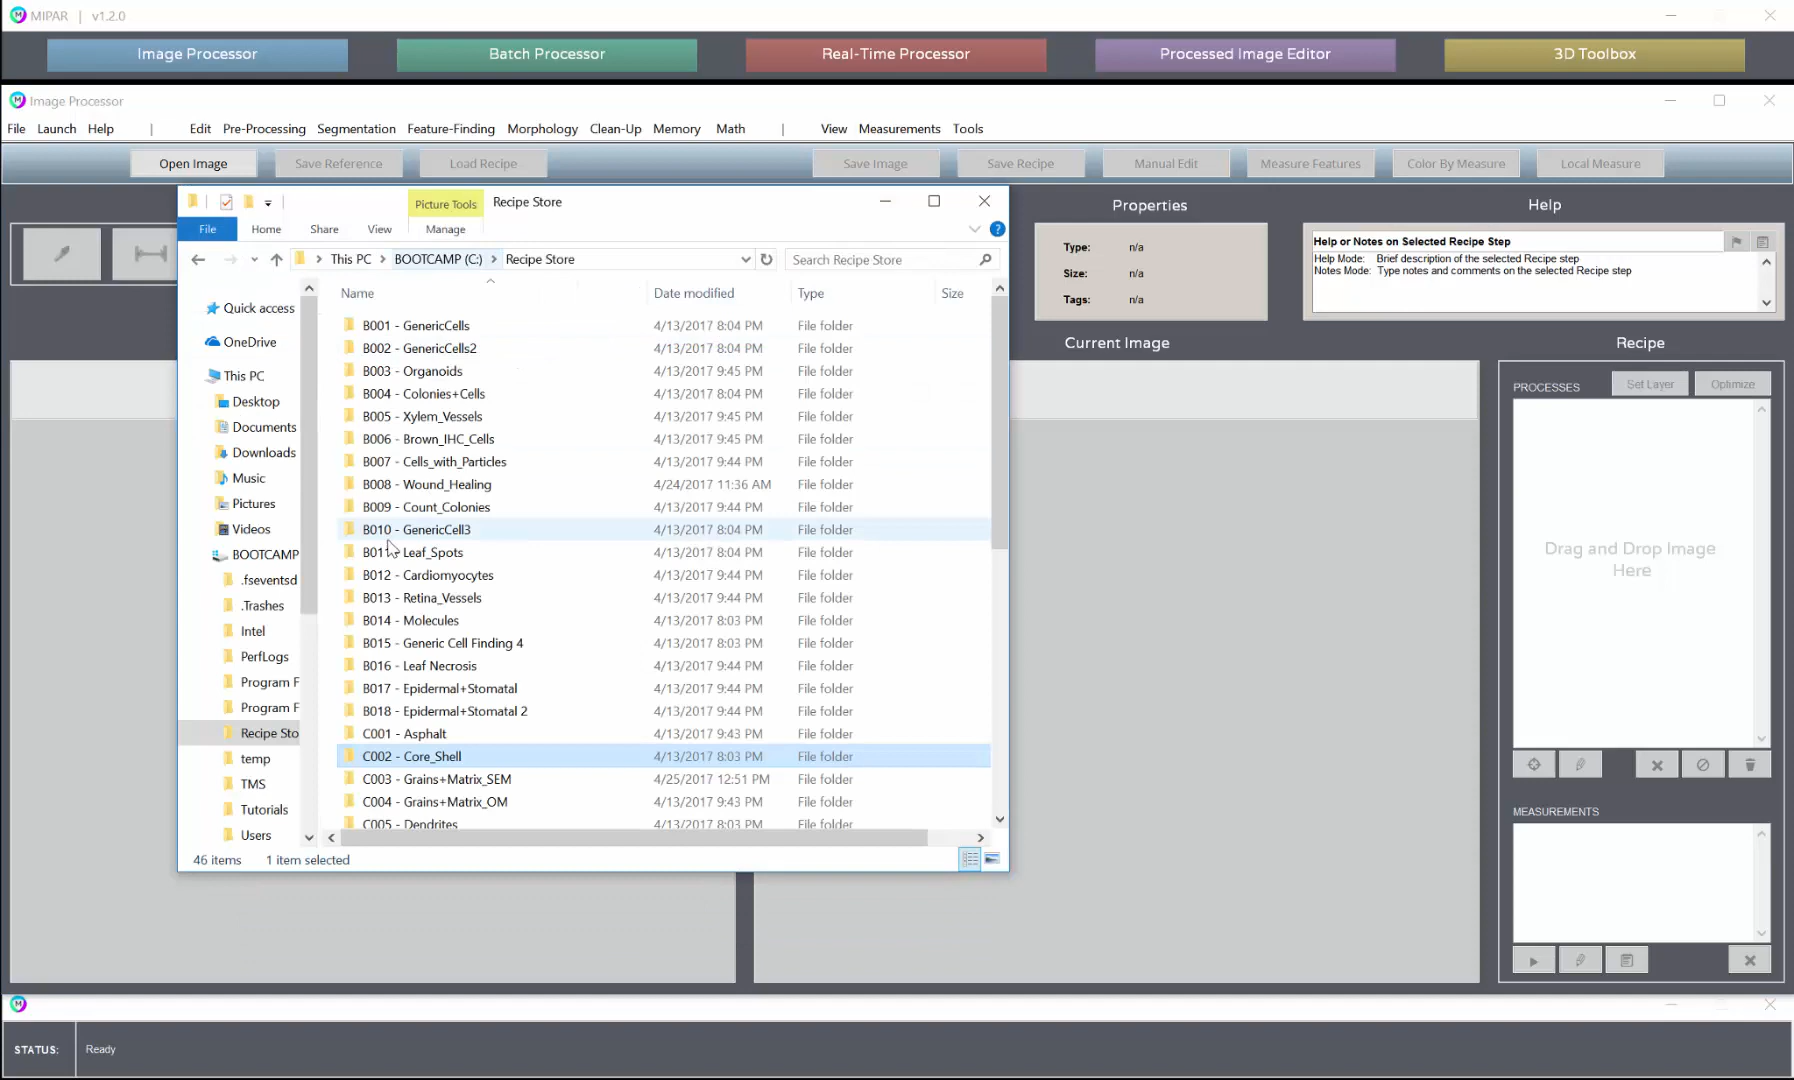 MIPAR | v1.2.0
Image Processor
Batch Processor
Real-Time Processor
Processed Image Editor
3D Toolbox
Image Processor
File Launch Help | Edit Pre-Processing Segmentation Feature-Finding Morphology Clean-Up Memory Math | View Measurements Tools
Open Image
Save Reference
Load Recipe
Save Image
Save Recipe
Manual Edit
Measure Features
Color By Measure
Local Measure
Picture Tools
Recipe Store
File
Home
Share
View
Manage
This PC
BOOTCAMP (C:)
Recipe Store
Search Recipe Store
Name
Date modified
Type
Size
Quick access
OneDrive
This PC
Desktop
Documents
Downloads
Music
Pictures
Videos
BOOTCAMP
.fseventsd
.Trashes
Intel
PerfLogs
Program F
Program F
Recipe Sto
temp
TMS
Tutorials
Users
B001 - GenericCells 4/13/2017 8:04 PM File folder
B002 - GenericCells2 4/13/2017 8:04 PM File folder
B003 - Organoids 4/13/2017 9:45 PM File folder
B004 - Colonies+Cells 4/13/2017 8:04 PM File folder
B005 - Xylem_Vessels 4/13/2017 9:45 PM File folder
B006 - Brown_IHC_Cells 4/13/2017 9:45 PM File folder
B007 - Cells_with_Particles 4/13/2017 9:44 PM File folder
B008 - Wound_Healing 4/24/2017 11:36 AM File folder
B009 - Count_Colonies 4/13/2017 9:44 PM File folder
B010 - GenericCell3 4/13/2017 8:04 PM File folder
B011 - Leaf_Spots 4/13/2017 8:04 PM File folder
B012 - Cardiomyocytes 4/13/2017 9:44 PM File folder
B013 - Retina_Vessels 4/13/2017 9:44 PM File folder
B014 - Molecules 4/13/2017 8:03 PM File folder
B015 - Generic Cell Finding 4 4/13/2017 8:03 PM File folder
B016 - Leaf Necrosis 4/13/2017 9:44 PM File folder
B017 - Epidermal+Stomatal 4/13/2017 9:44 PM File folder
B018 - Epidermal+Stomatal 2 4/13/2017 9:44 PM File folder
C001 - Asphalt 4/13/2017 9:43 PM File folder
C002 - Core_Shell 4/13/2017 8:03 PM File folder
C003 - Grains+Matrix_SEM 4/25/2017 12:51 PM File folder
C004 - Grains+Matrix_OM 4/13/2017 9:43 PM File folder
C005 - Dendrites 4/13/2017 8:03 PM File folder
46 items 1 item selected
Properties
Type: n/a
Size: n/a
Tags: n/a
Help
Help or Notes on Selected Recipe Step
Help Mode: Brief description of the selected Recipe step
Notes Mode: Type notes and comments on the selected Recipe step
Current Image
Recipe
PROCESSES
Set Layer
Optimize
Drag and Drop Image
Here
MEASUREMENTS
STATUS: Ready